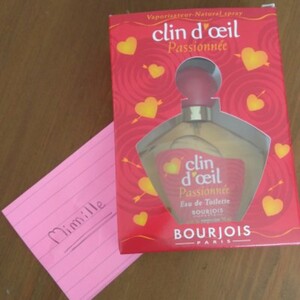 Vaporisateur-Natural spray
clin d'œil
Passionnée
clin
d'œil
Passionnée
Eau de Toilette
BOURJOIS
BOURJOIS
PARIS
Mimille